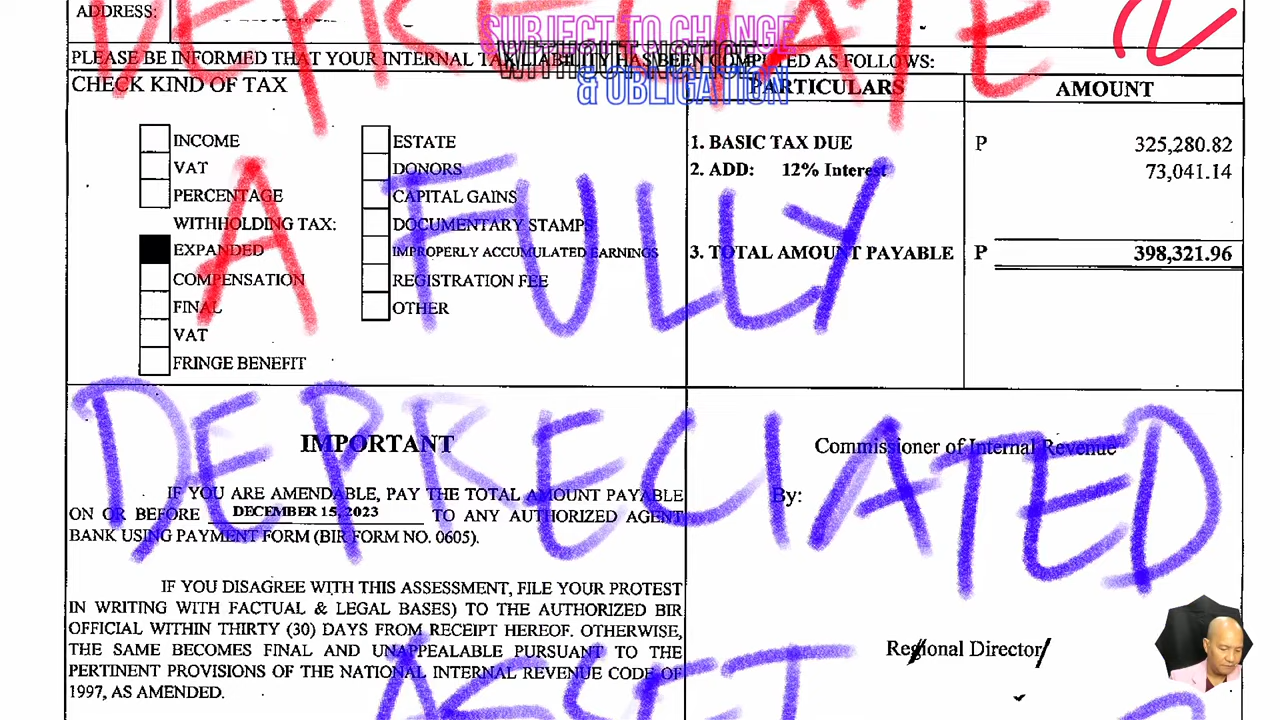 DEPRECIATE
ADDRESS:
SUBJECT TO CHANGE
WITHOUT NOTICE
& OBLIGATION
PLEASE BE INFORMED THAT YOUR INTERNAL TAX LIABILITY HAS BEEN COMPUTED AS FOLLOWS:
CHECK KIND OF TAX
INCOME
VAT
PERCENTAGE
WITHHOLDING TAX:
EXPANDED
COMPENSATION
FINAL
VAT
FRINGE BENEFIT
ESTATE
DONORS
CAPITAL GAINS
DOCUMENTARY STAMPS
IMPROPERLY ACCUMULATED EARNINGS
REGISTRATION FEE
OTHER
PARTICULARS AMOUNT
1. BASIC TAX DUE P 325,280.82
2. ADD: 12% Interest 73,041.14
3. TOTAL AMOUNT PAYABLE P 398,321.96
A FULLY
DEPRECIATED
ASSET ?
IMPORTANT
IF YOU ARE AMENDABLE, PAY THE TOTAL AMOUNT PAYABLE
ON OR BEFORE DECEMBER 15, 2023 TO ANY AUTHORIZED AGENT
BANK USING PAYMENT FORM (BIR FORM NO. 0605).
IF YOU DISAGREE WITH THIS ASSESSMENT, FILE YOUR PROTEST
IN WRITING WITH FACTUAL & LEGAL BASES) TO THE AUTHORIZED BIR
OFFICIAL WITHIN THIRTY (30) DAYS FROM RECEIPT HEREOF. OTHERWISE,
THE SAME BECOMES FINAL AND UNAPPEALABLE PURSUANT TO THE
PERTINENT PROVISIONS OF THE NATIONAL INTERNAL REVENUE CODE OF
1997, AS AMENDED.
Commissioner of Internal Revenue
By:
Regional Director